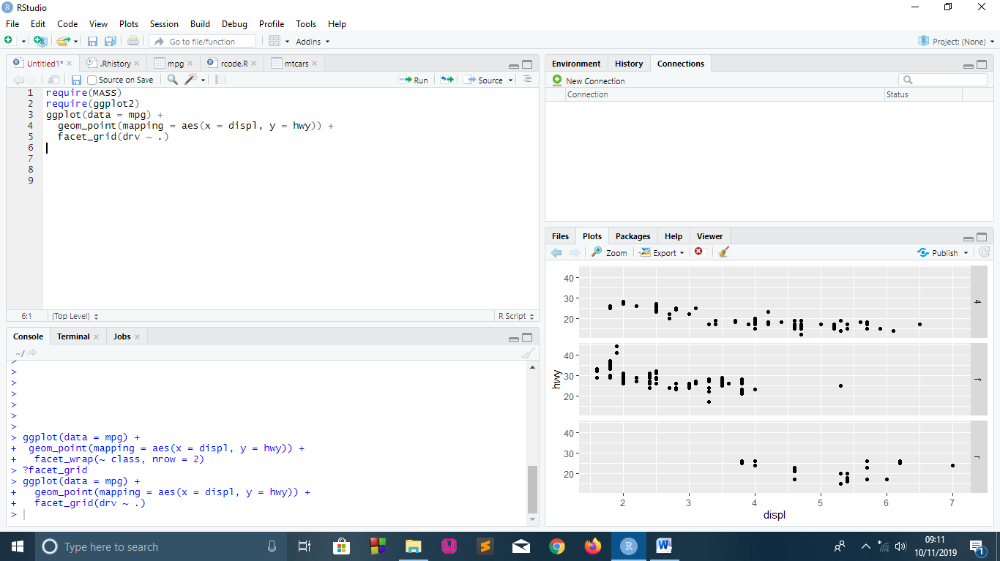 RStudio
File Edit Code View Plots Session Build Debug Profile Tools Help
Go to file/function Addins Project: (None)
Untitled1* .Rhistory mpg rcode.R mtcars
Source on Save Run Source
1 require(MASS)
2 require(ggplot2)
3 ggplot(data = mpg) +
4 geom_point(mapping = aes(x = displ, y = hwy)) +
5 facet_grid(drv ~ .)
6
7
8
9
6:1 (Top Level) R Script
Console Terminal Jobs
~/
>
>
>
>
>
>
>
> ggplot(data = mpg) +
+ geom_point(mapping = aes(x = displ, y = hwy)) +
+ facet_wrap(~ class, nrow = 2)
> ?facet_grid
> ggplot(data = mpg) +
+ geom_point(mapping = aes(x = displ, y = hwy)) +
+ facet_grid(drv ~ .)
>
Environment History Connections
New Connection
Connection Status
Files Plots Packages Help Viewer
Zoom Export Publish
40
30
20
4
40
30
20
f
40
30
20
r
hwy
2 3 4 5 6 7
displ
Type here to search
09:11
10/11/2019
1